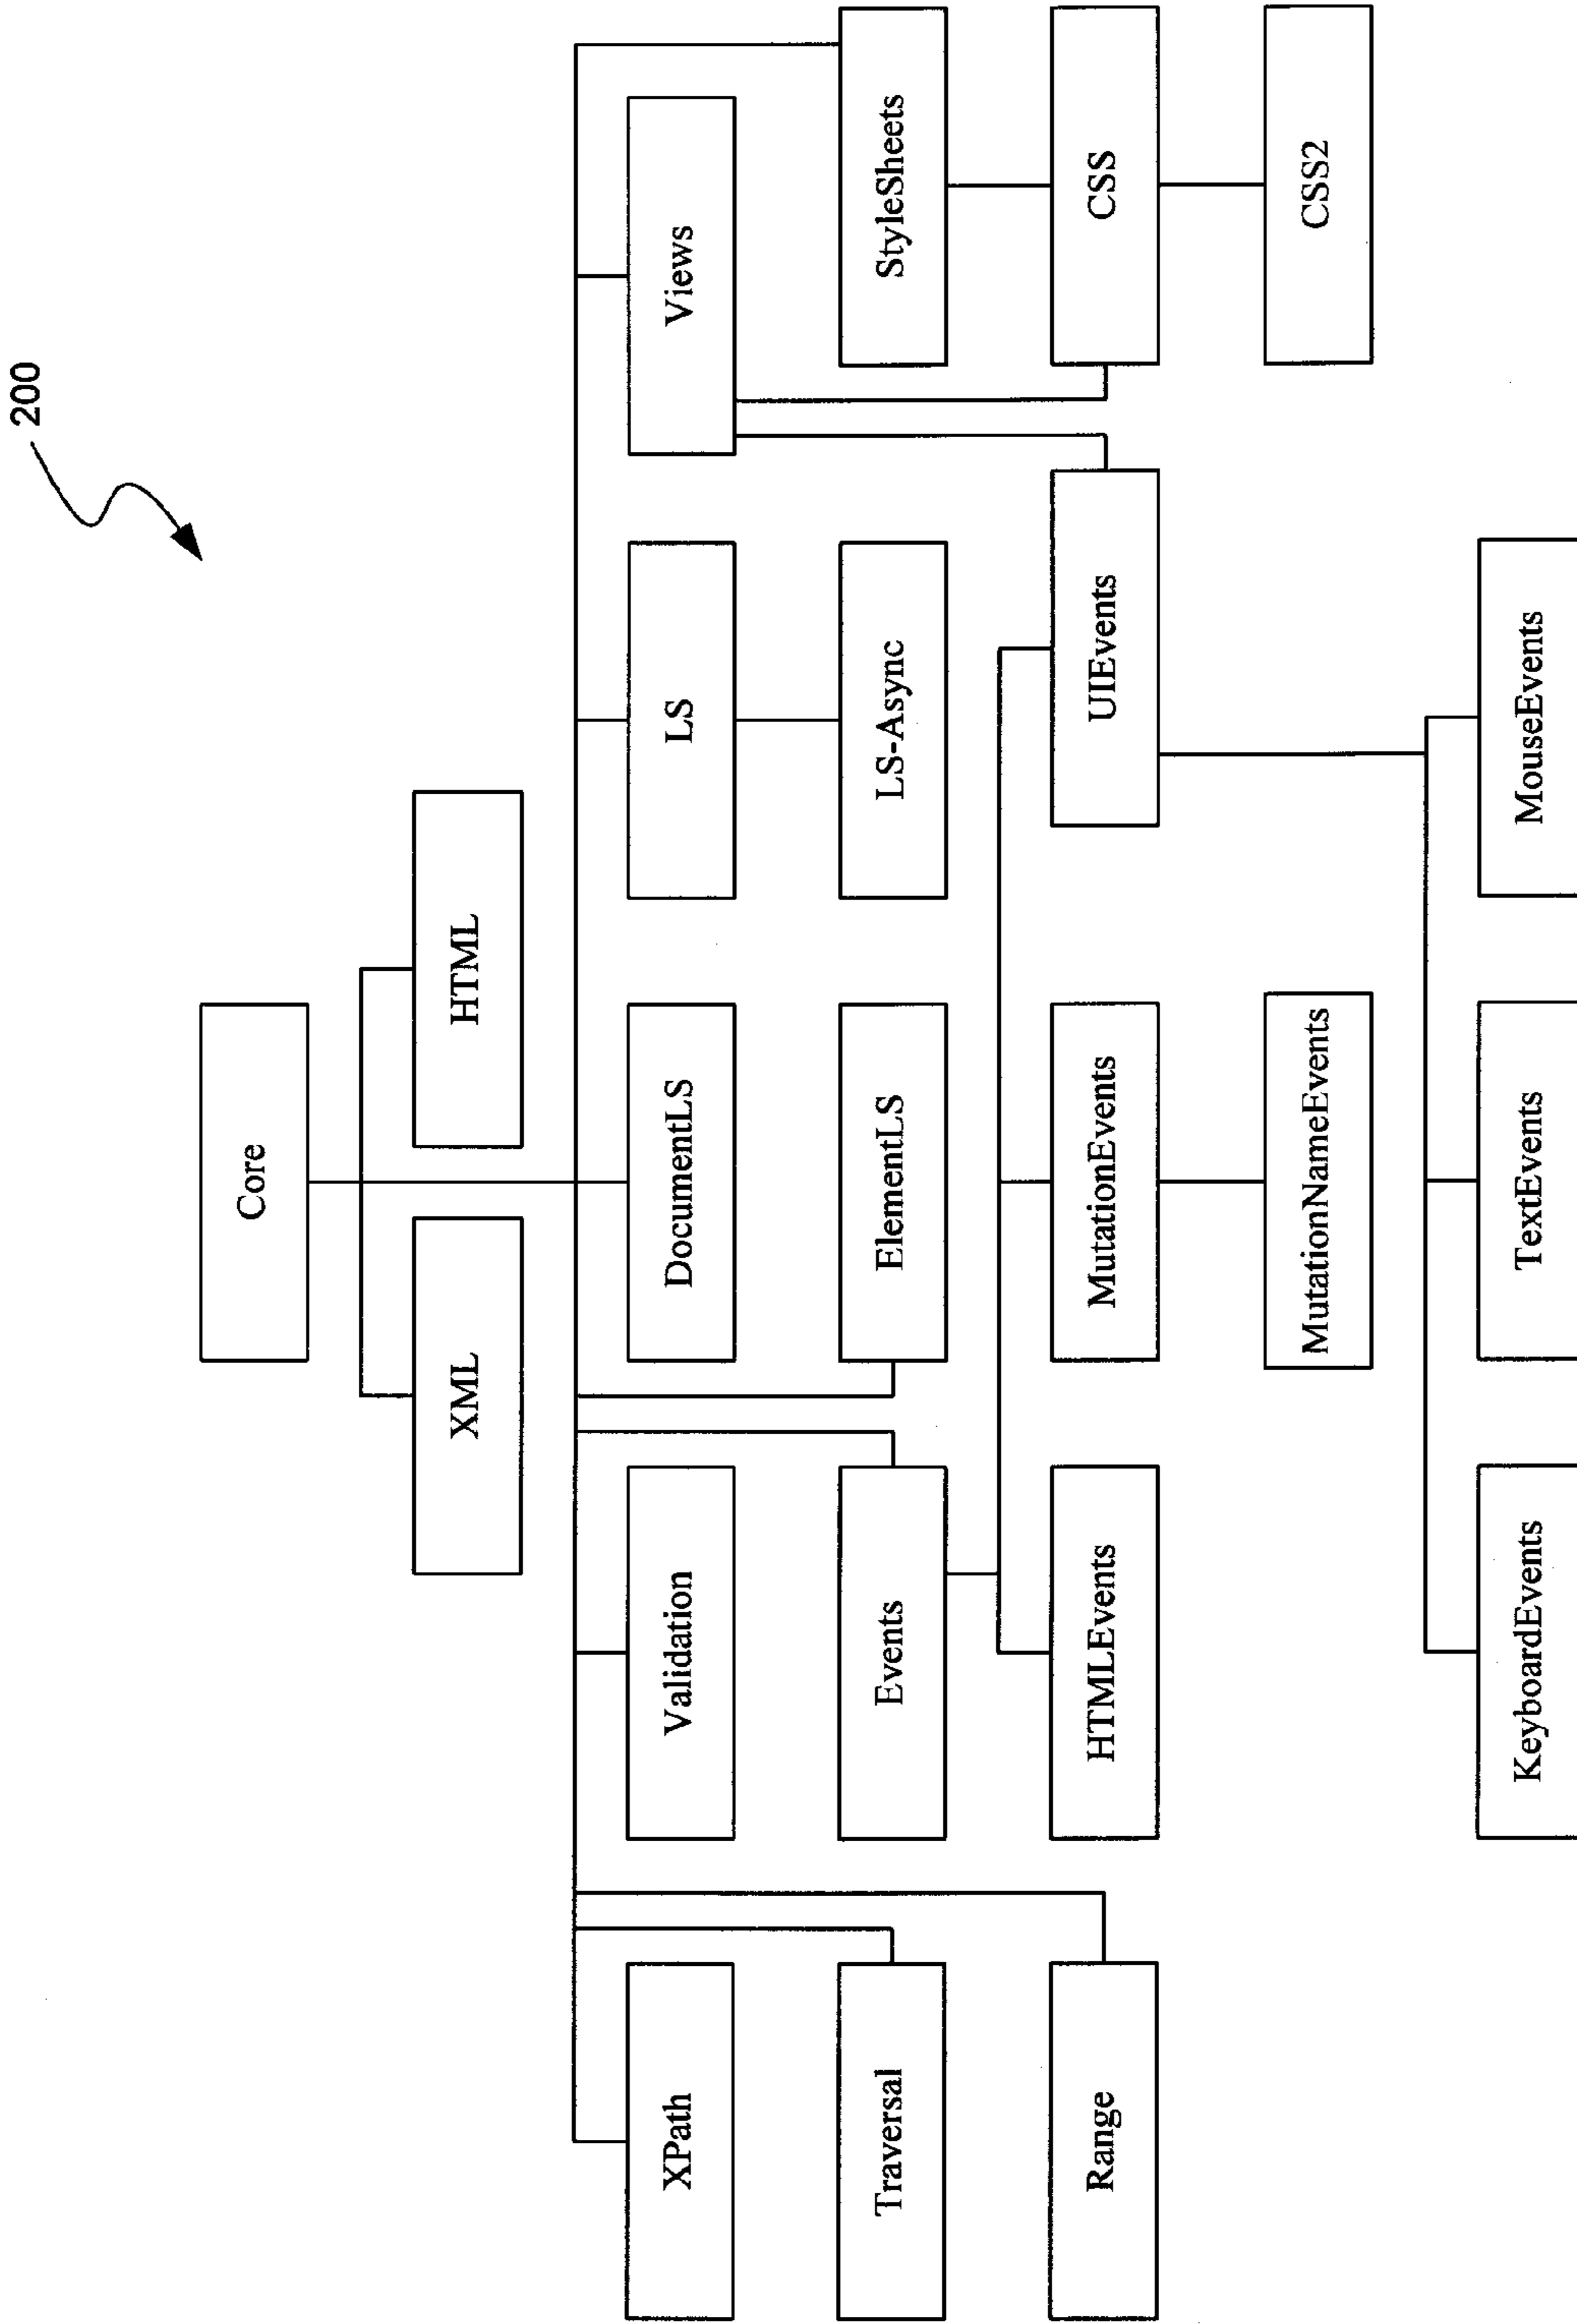 200
Core
XML
HTML
XPath
Validation
DocumentLS
LS
Views
Traversal
Events
ElementLS
LS-Async
StyleSheets
Range
HTMLEvents
MutationEvents
UIEvents
CSS
MutationNameEvents
CSS2
KeyboardEvents
TextEvents
MouseEvents